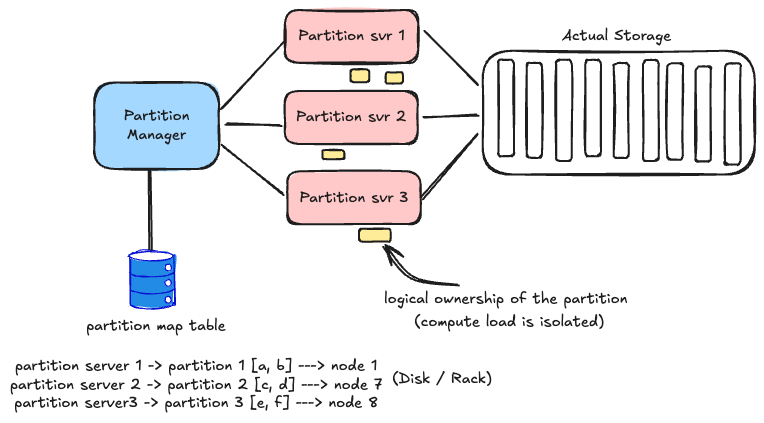 Partition svr 1
Actual Storage
Partition
Manager
Partition svr 2
Partition svr 3
logical ownership of the partition
(compute load is isolated)
partition map table
partition server 1 -> partition 1 [a, b] ---> node 1
partition server 2 -> partition 2 [c, d] ---> node 7 (Disk / Rack)
partition server3 -> partition 3 [e, f] ---> node 8